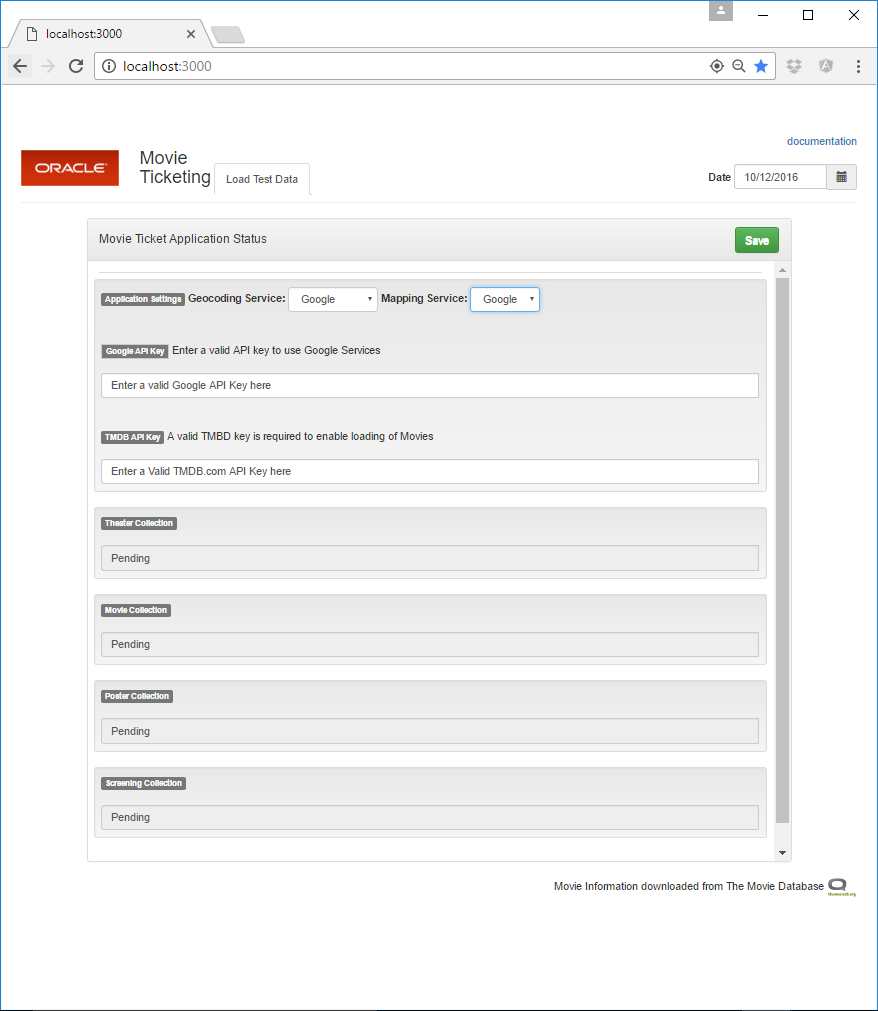 localhost:3000
localhost:3000
documentation
ORACLE
Movie
Ticketing
Load Test Data
Date 10/12/2016
Movie Ticket Application Status
Save
Application Settings Geocoding Service: Google Mapping Service: Google
Google API Key Enter a valid API key to use Google Services
Enter a valid Google API Key here
TMDB API Key A valid TMBD key is required to enable loading of Movies
Enter a Valid TMDB.com API Key here
Theater Collection
Pending
Movie Collection
Pending
Poster Collection
Pending
Screening Collection
Pending
Movie Information downloaded from The Movie Database